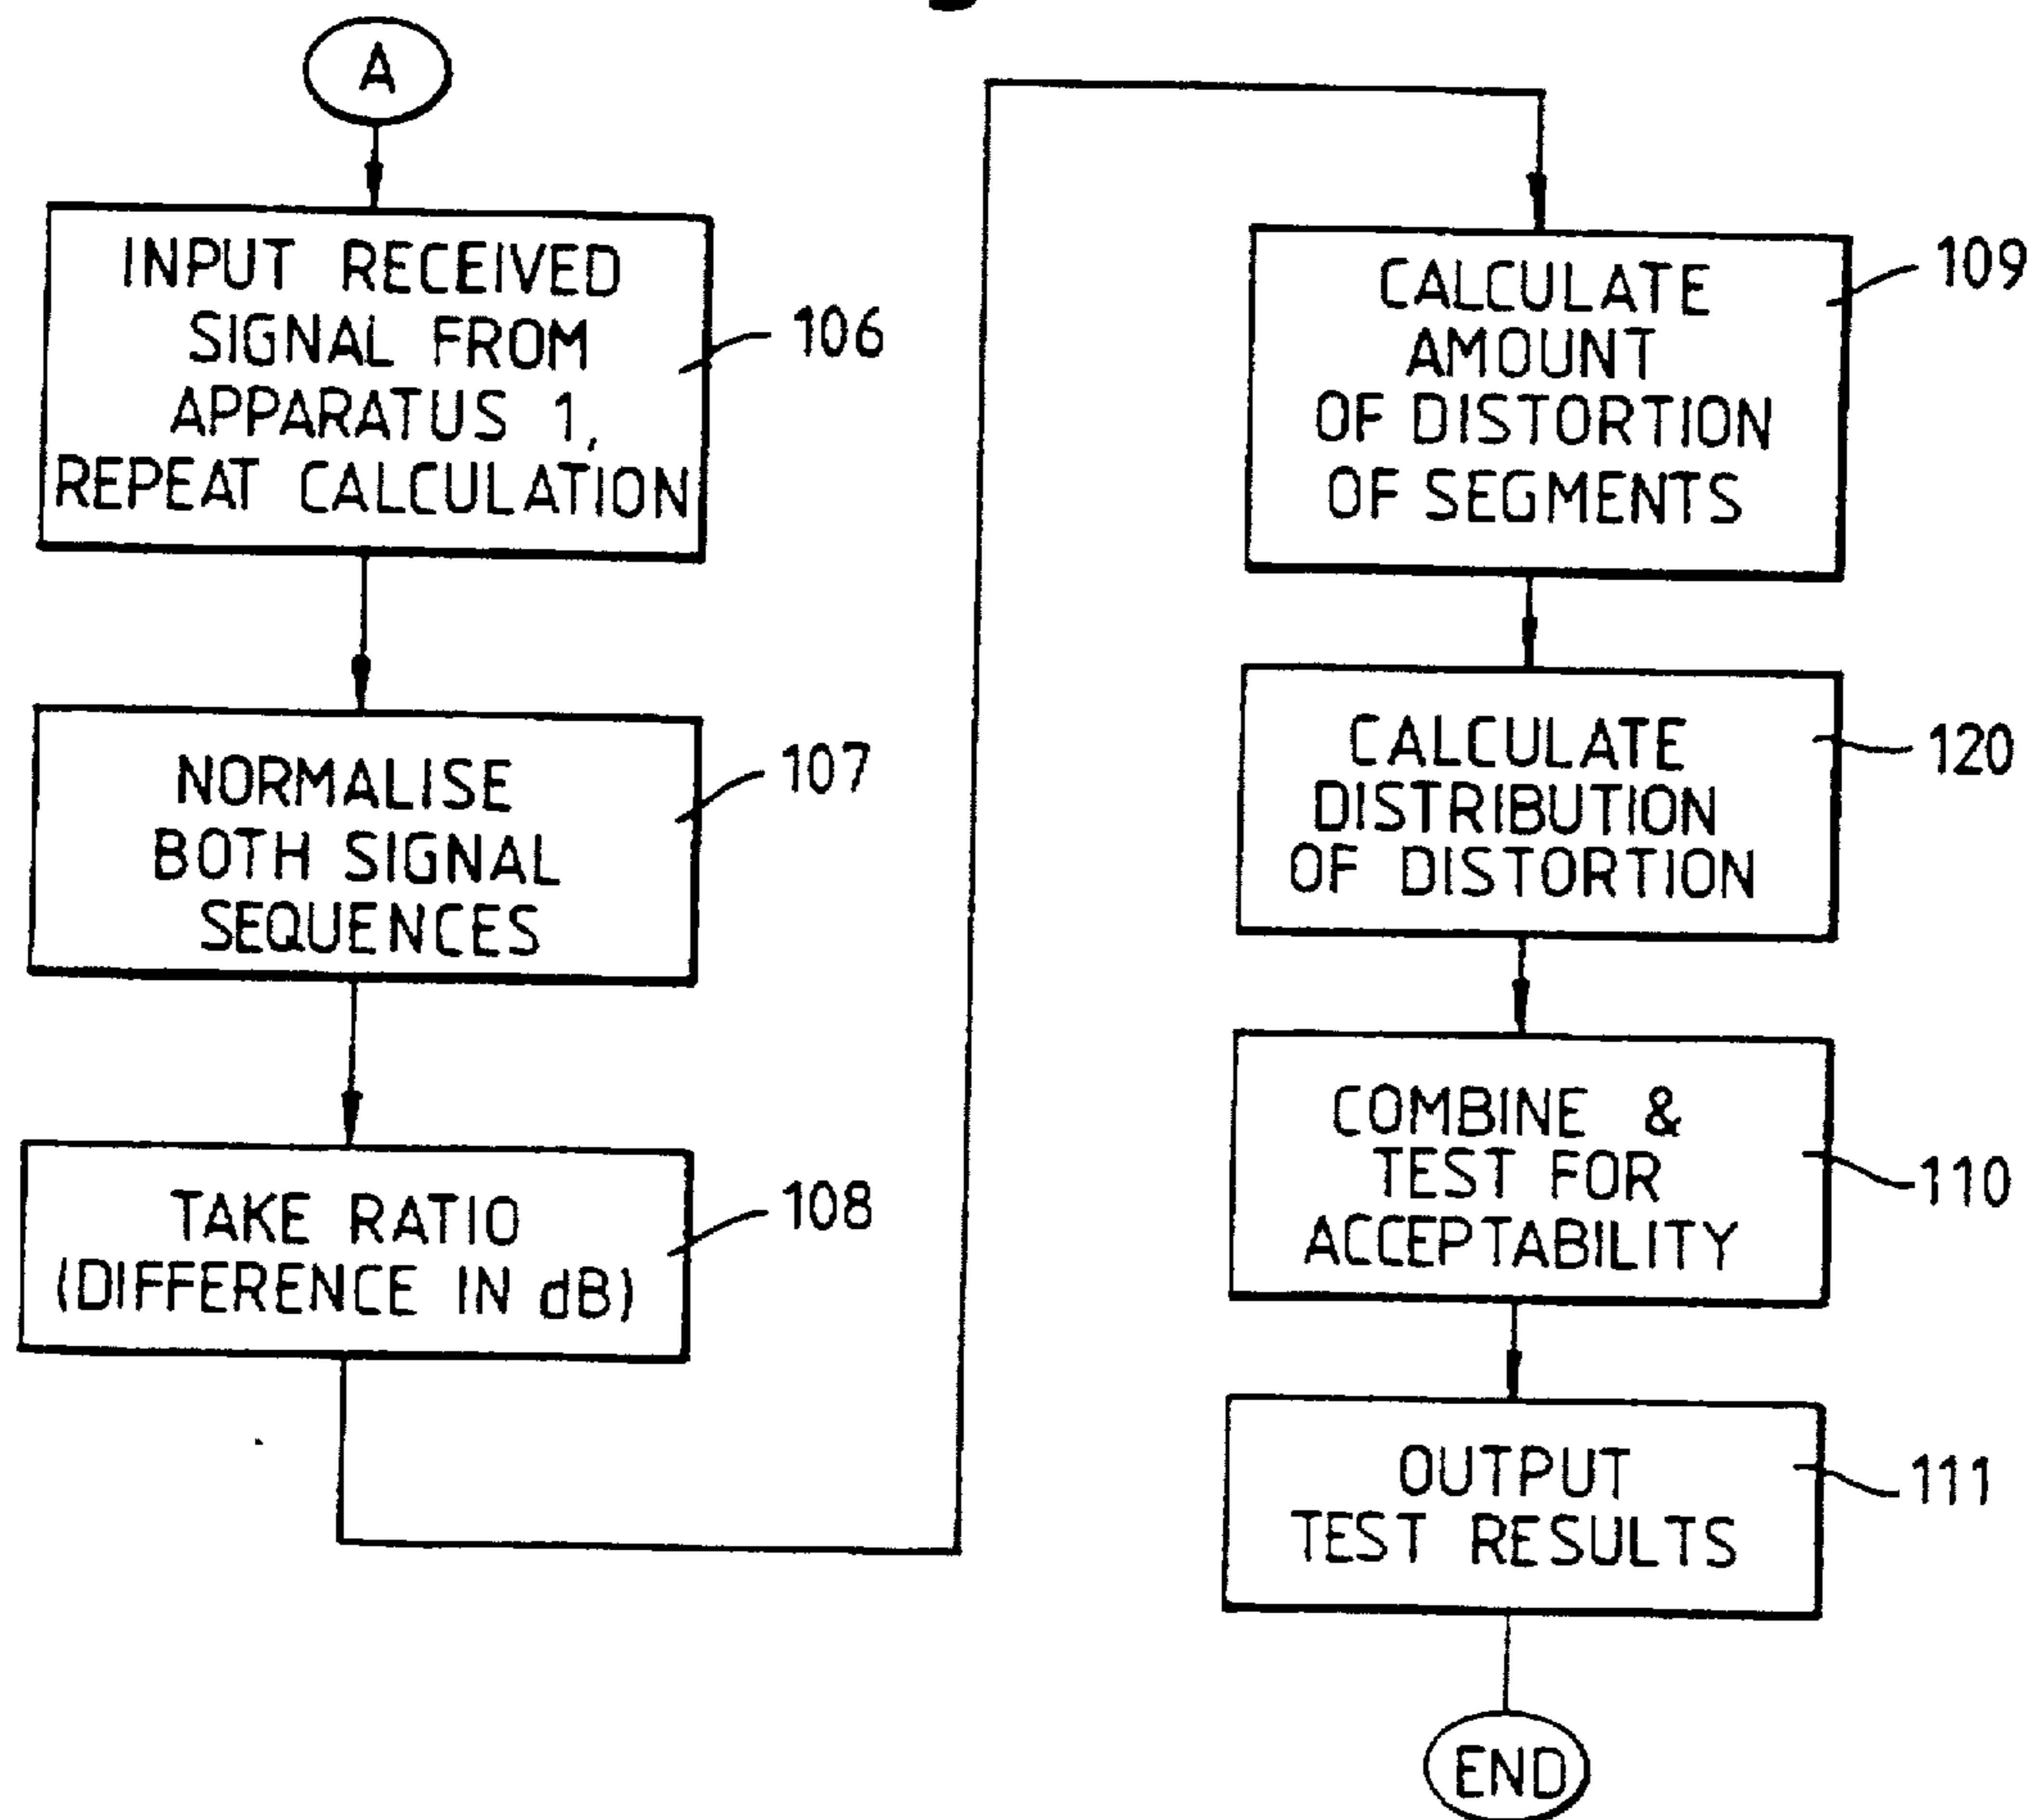 A
INPUT RECEIVED
SIGNAL FROM
APPARATUS 1,
REPEAT CALCULATION
106
NORMALISE
BOTH SIGNAL
SEQUENCES
107
TAKE RATIO
(DIFFERENCE IN dB)
108
CALCULATE
AMOUNT
OF DISTORTION
OF SEGMENTS
109
CALCULATE
DISTRIBUTION
OF DISTORTION
120
COMBINE &
TEST FOR
ACCEPTABILITY
110
OUTPUT
TEST RESULTS
111
END